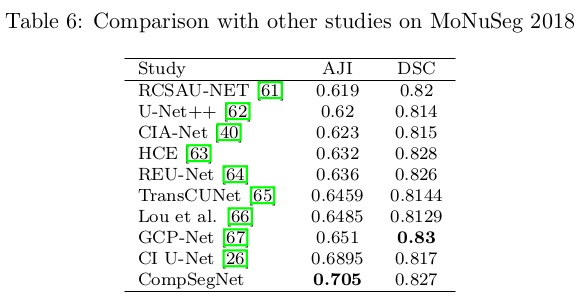 Table 6: Comparison with other studies on MoNuSeg 2018
Study AJI DSC
RCSAU-NET [61] 0.619 0.82
U-Net++ [62] 0.62 0.814
CIA-Net [40] 0.623 0.815
HCE [63] 0.632 0.828
REU-Net [64] 0.636 0.826
TransCUNet [65] 0.6459 0.8144
Lou et al. [66] 0.6485 0.8129
GCP-Net [67] 0.651 0.83
CI U-Net [26] 0.6895 0.817
CompSegNet 0.705 0.827